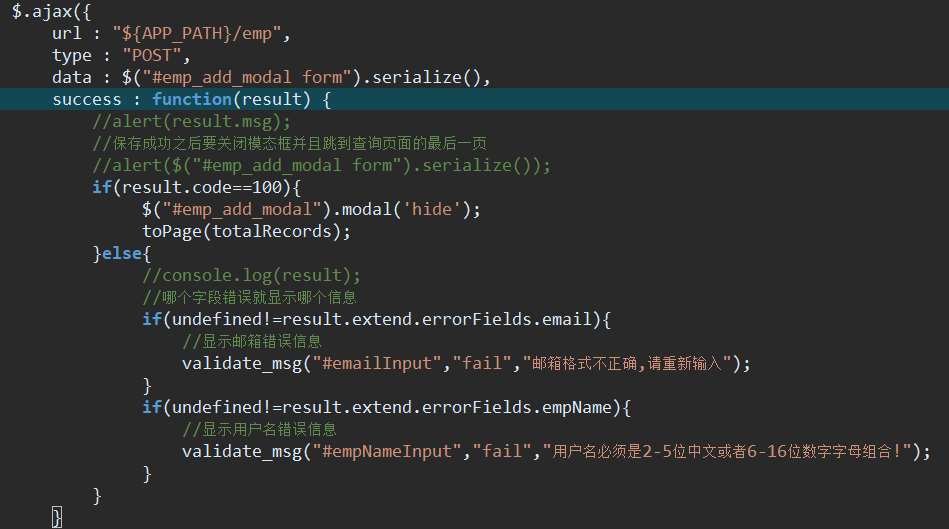 $.ajax({
url : "${APP_PATH}/emp",
type : "POST",
data : $("#emp_add_modal form").serialize(),
success : function(result) {
//alert(result.msg);
//保存成功之后要关闭模态框并且跳到查询页面的最后一页
//alert($("#emp_add_modal form").serialize());
if(result.code==100){
$("#emp_add_modal").modal('hide');
toPage(totalRecords);
}else{
//console.log(result);
//哪个字段错误就显示哪个信息
if(undefined!=result.extend.errorFields.email){
//显示邮箱错误信息
validate_msg("#emailInput","fail","邮箱格式不正确,请重新输入");
}
if(undefined!=result.extend.errorFields.empName){
//显示用户名错误信息
validate_msg("#empNameInput","fail","用户名必须是2-5位中文或者6-16位数字字母组合!");
}
}
}